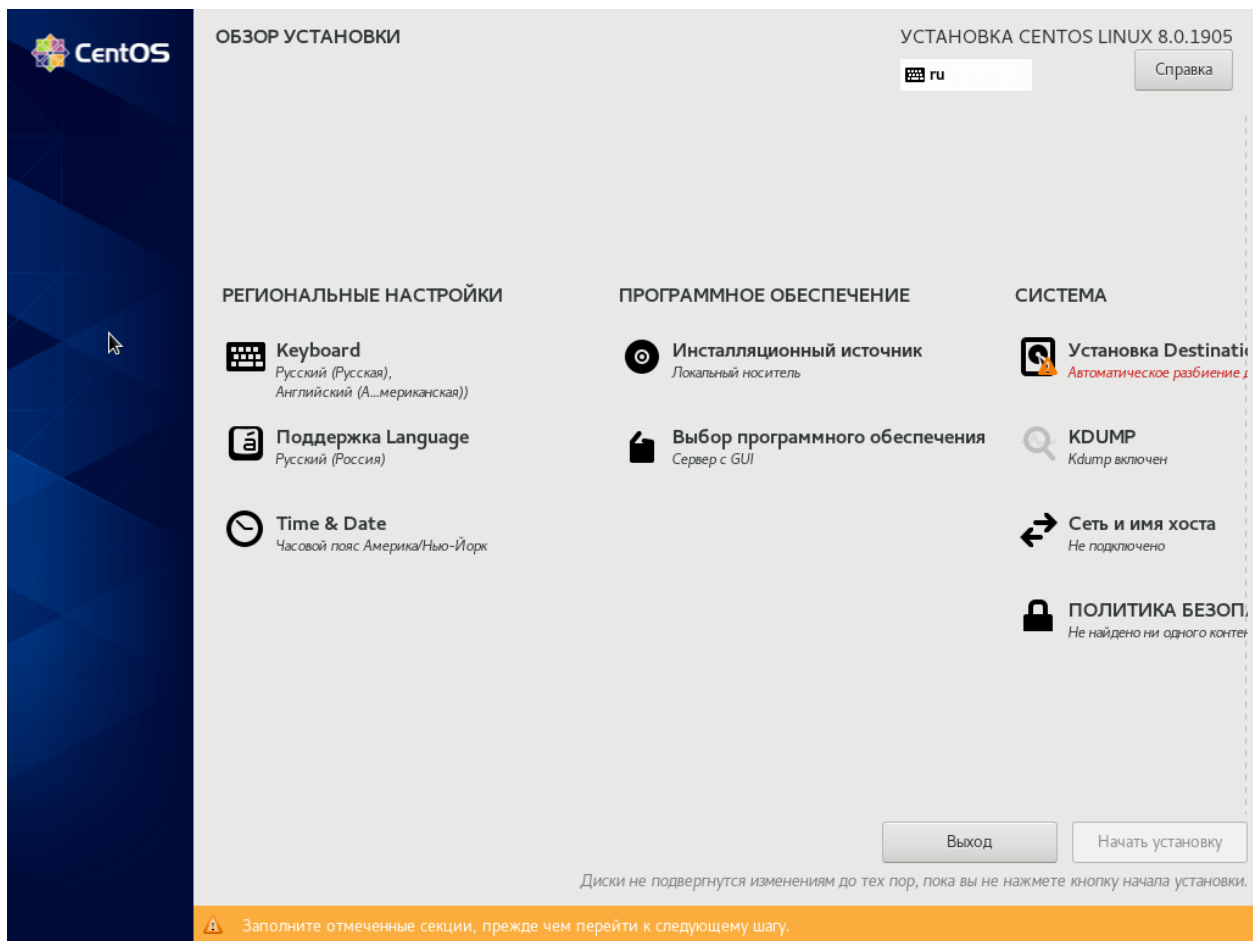 CentOS
ОБЗОР УСТАНОВКИ
УСТАНОВКА CENTOS LINUX 8.0.1905
ru
Справка
РЕГИОНАЛЬНЫЕ НАСТРОЙКИ
Keyboard
Русский (Русская),
Английский (А...мериканская))
Поддержка Language
Русский (Россия)
Time & Date
Часовой пояс Америка/Нью-Йорк
ПРОГРАММНОЕ ОБЕСПЕЧЕНИЕ
Инсталляционный источник
Локальный носитель
Выбор программного обеспечения
Сервер с GUI
СИСТЕМА
Установка Destinatio
Автоматическое разбиение д
KDUMP
Kdump включен
Сеть и имя хоста
Не подключено
ПОЛИТИКА БЕЗОПА
Не найдено ни одного контен
Выход
Начать установку
Диски не подвергнутся изменениям до тех пор, пока вы не нажмете кнопку начала установки.
Заполните отмеченные секции, прежде чем перейти к следующему шагу.